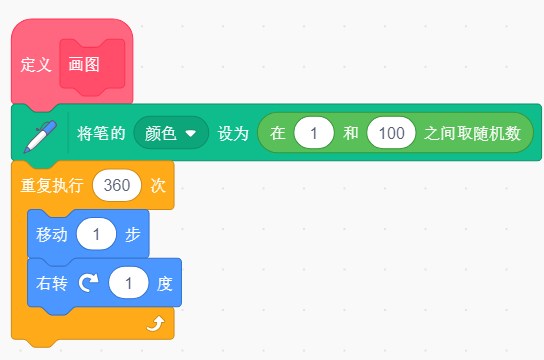 定义 画图
将笔的 颜色 设为 在 1 和 100 之间取随机数
重复执行 360 次
移动 1 步
右转 1 度